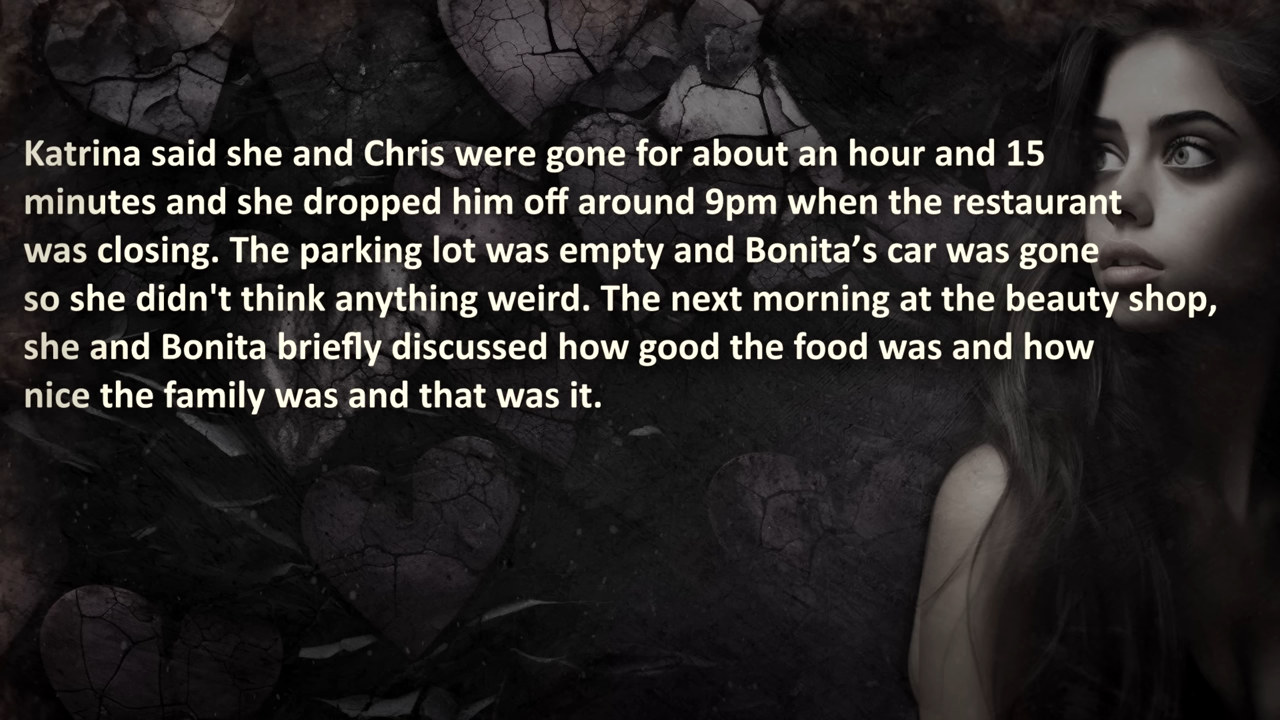 Katrina said she and Chris were gone for about an hour and 15
minutes and she dropped him off around 9pm when the restaurant
was closing. The parking lot was empty and Bonita’s car was gone
so she didn't think anything weird. The next morning at the beauty shop,
she and Bonita briefly discussed how good the food was and how
nice the family was and that was it.